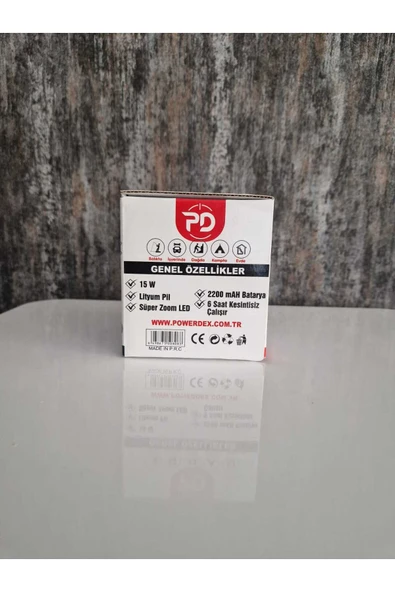 PD
GENEL ÖZELLİKLER
15 W
Lityum Pil
Süper Zoom LED
2200 mAH Batarya
6 Saat Kesintisiz
Çalışır
WWW.POWERDEX.COM.TR
MADE IN P.R.C